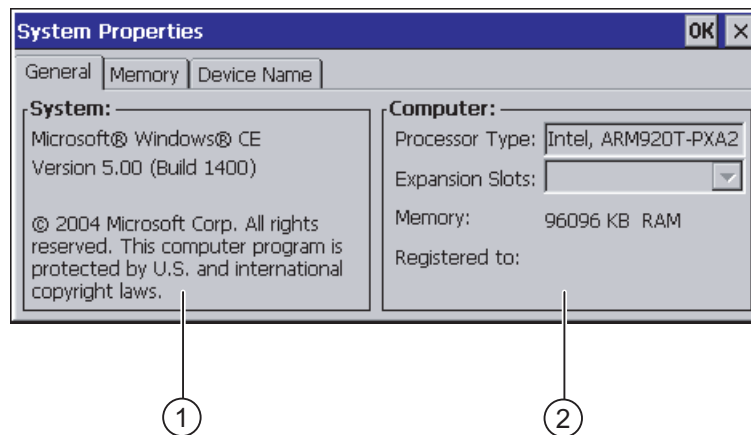 System Properties
OK ×
General Memory Device Name
System:
Microsoft® Windows® CE
Version 5.00 (Build 1400)
© 2004 Microsoft Corp. All rights
reserved. This computer program is
protected by U.S. and international
copyright laws.
Computer:
Processor Type: Intel, ARM920T-PXA2
Expansion Slots:
Memory: 96096 KB RAM
Registered to:
1
2